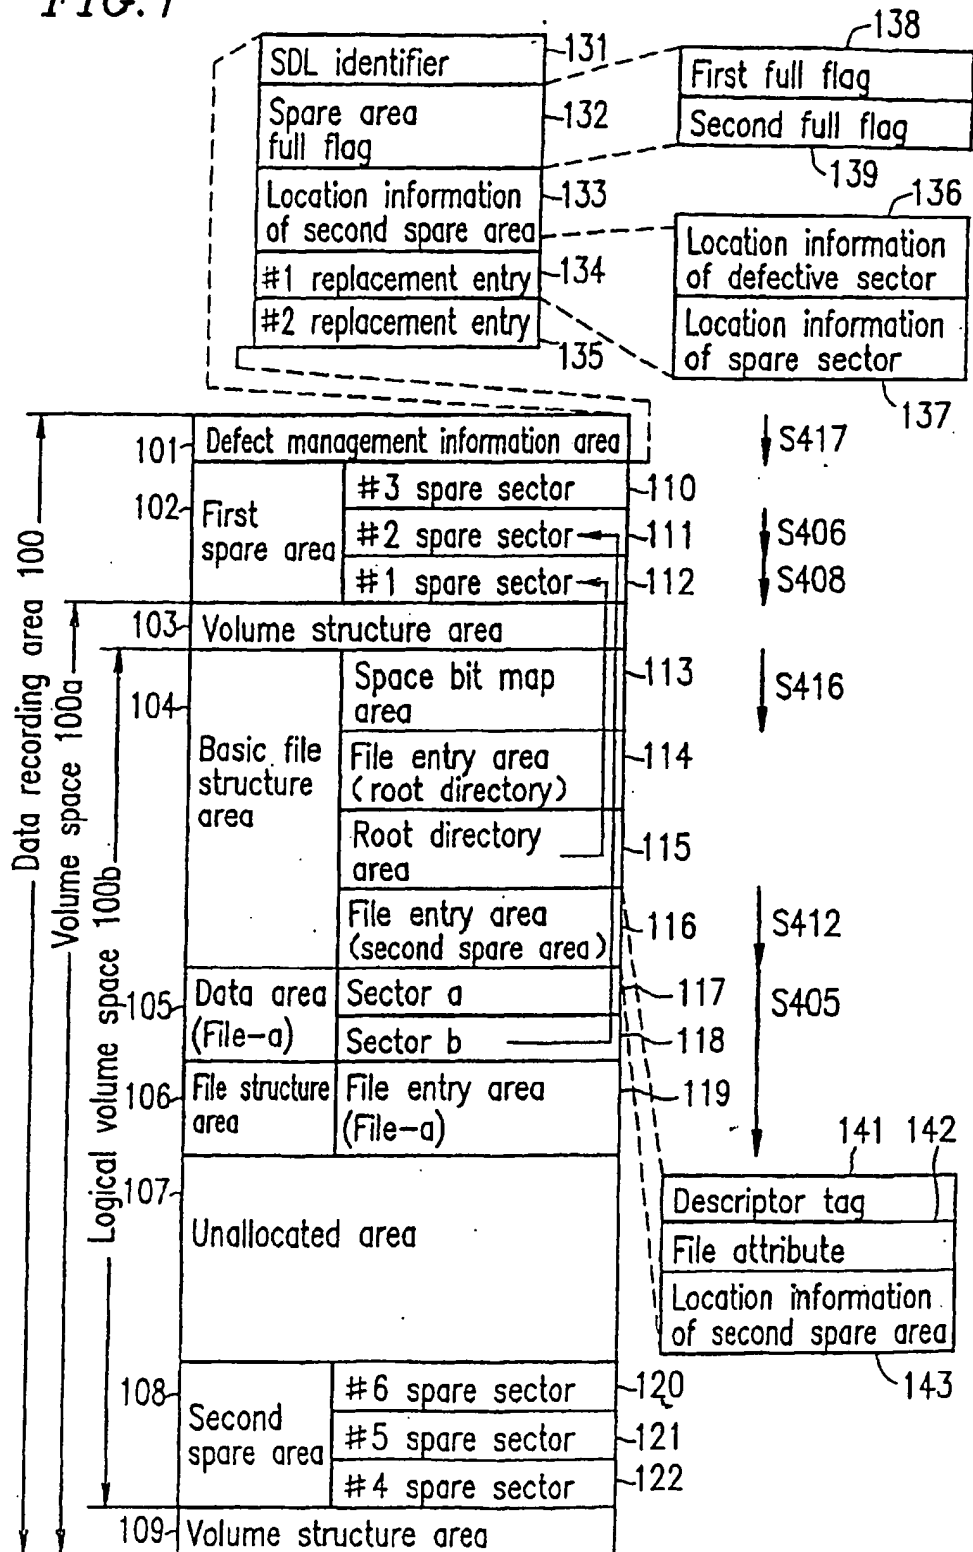 FIG. 7
138
SDL identifier
131
First full flag
Spare area
full flag
132
Second full flag
139
Location information
of second spare area
133
136
Location information
of defective sector
#1 replacement entry
134
#2 replacement entry
135
Location information
of spare sector
137
101
Defect management information area
S417
102
First
spare area
#3 spare sector
110
#2 spare sector
111
S406
#1 spare sector
112
S408
103
Volume structure area
Data recording area 100
Volume space 100a
Logical volume space 100b
104
Basic file
structure
area
Space bit map
area
113
S416
File entry area
(root directory)
114
Root directory
area
115
File entry area
(second spare area)
116
S412
105
Data area
(File-a)
Sector a
117
S405
Sector b
118
106
File structure
area
File entry area
(File-a)
119
141
142
107
Unallocated area
Descriptor tag
File attribute
Location information
of second spare area
143
108
Second
spare area
#6 spare sector
120
#5 spare sector
121
#4 spare sector
122
109
Volume structure area